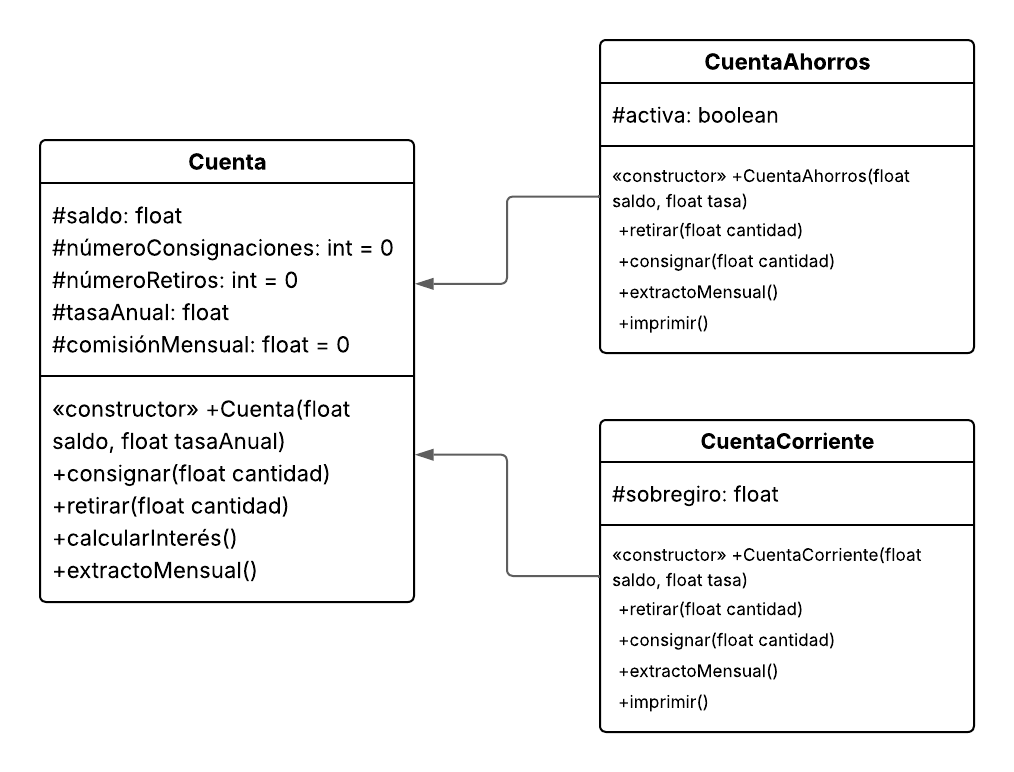 Cuenta
#saldo: float
#númeroConsignaciones: int = 0
#númeroRetiros: int = 0
#tasaAnual: float
#comisiónMensual: float = 0
«constructor» +Cuenta(float
saldo, float tasaAnual)
+consignar(float cantidad)
+retirar(float cantidad)
+calcularInterés()
+extractoMensual()
CuentaAhorros
#activa: boolean
«constructor» +CuentaAhorros(float
saldo, float tasa)
+retirar(float cantidad)
+consignar(float cantidad)
+extractoMensual()
+imprimir()
CuentaCorriente
#sobregiro: float
«constructor» +CuentaCorriente(float
saldo, float tasa)
+retirar(float cantidad)
+consignar(float cantidad)
+extractoMensual()
+imprimir()